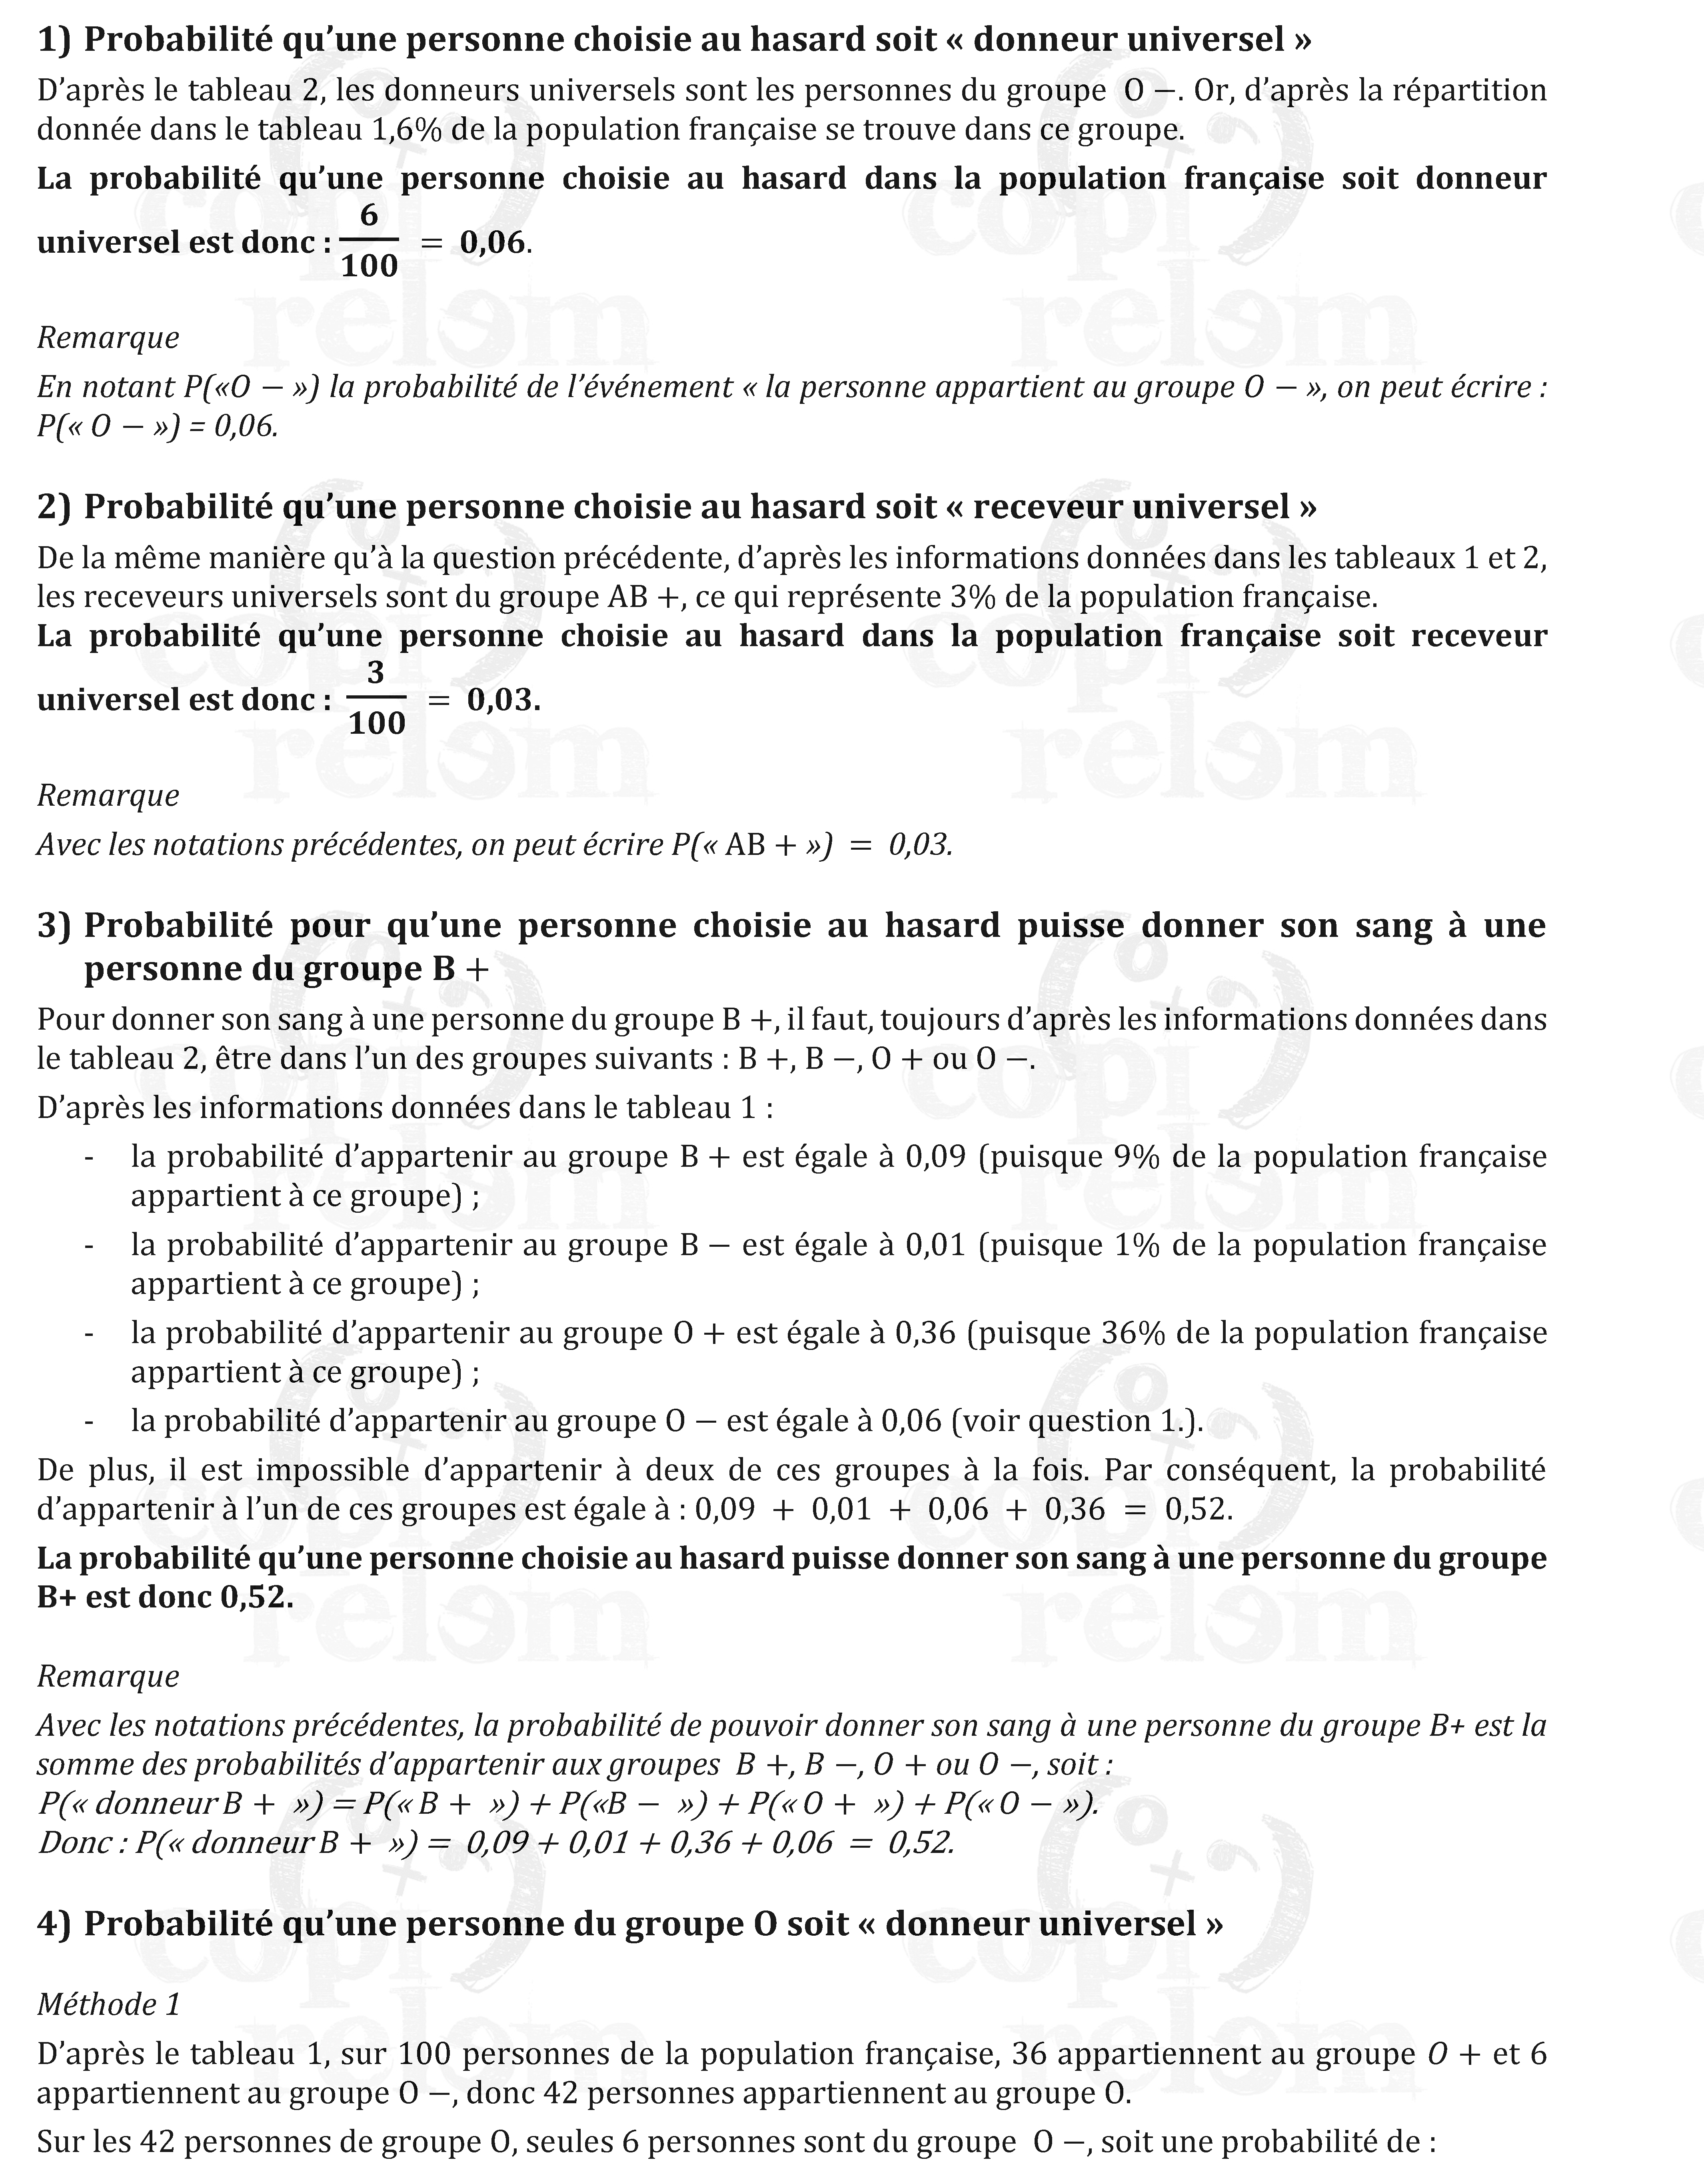 1) Probabilité qu’une personne choisie au hasard soit « donneur universel »
D’après le tableau 2, les donneurs universels sont les personnes du groupe O −. Or, d’après la répartition
donnée dans le tableau 1,6% de la population française se trouve dans ce groupe.
La probabilité qu’une personne choisie au hasard dans la population française soit donneur
universel est donc : 6/100 = 0,06.
Remarque
En notant P(«O − ») la probabilité de l’événement « la personne appartient au groupe O − », on peut écrire :
P(« O − ») = 0,06.
2) Probabilité qu’une personne choisie au hasard soit « receveur universel »
De la même manière qu’à la question précédente, d’après les informations données dans les tableaux 1 et 2,
les receveurs universels sont du groupe AB +, ce qui représente 3% de la population française.
La probabilité qu’une personne choisie au hasard dans la population française soit receveur
universel est donc : 3/100 = 0,03.
Remarque
Avec les notations précédentes, on peut écrire P(« AB + ») = 0,03.
3) Probabilité pour qu’une personne choisie au hasard puisse donner son sang à une
personne du groupe B +
Pour donner son sang à une personne du groupe B +, il faut, toujours d’après les informations données dans
le tableau 2, être dans l’un des groupes suivants : B +, B −, O + ou O −.
D’après les informations données dans le tableau 1 :
- la probabilité d’appartenir au groupe B + est égale à 0,09 (puisque 9% de la population française
appartient à ce groupe) ;
- la probabilité d’appartenir au groupe B − est égale à 0,01 (puisque 1% de la population française
appartient à ce groupe) ;
- la probabilité d’appartenir au groupe O + est égale à 0,36 (puisque 36% de la population française
appartient à ce groupe) ;
- la probabilité d’appartenir au groupe O − est égale à 0,06 (voir question 1.).
De plus, il est impossible d’appartenir à deux de ces groupes à la fois. Par conséquent, la probabilité
d’appartenir à l’un de ces groupes est égale à : 0,09 + 0,01 + 0,06 + 0,36 = 0,52.
La probabilité qu’une personne choisie au hasard puisse donner son sang à une personne du groupe
B+ est donc 0,52.
Remarque
Avec les notations précédentes, la probabilité de pouvoir donner son sang à une personne du groupe B+ est la
somme des probabilités d’appartenir aux groupes B +, B −, O + ou O −, soit :
P(« donneur B + ») = P(« B + ») + P(«B − ») + P(« O + ») + P(« O − »).
Donc : P(« donneur B + ») = 0,09 + 0,01 + 0,36 + 0,06 = 0,52.
4) Probabilité qu’une personne du groupe O soit « donneur universel »
Méthode 1
D’après le tableau 1, sur 100 personnes de la population française, 36 appartiennent au groupe O + et 6
appartiennent au groupe O −, donc 42 personnes appartiennent au groupe O.
Sur les 42 personnes de groupe O, seules 6 personnes sont du groupe O −, soit une probabilité de :